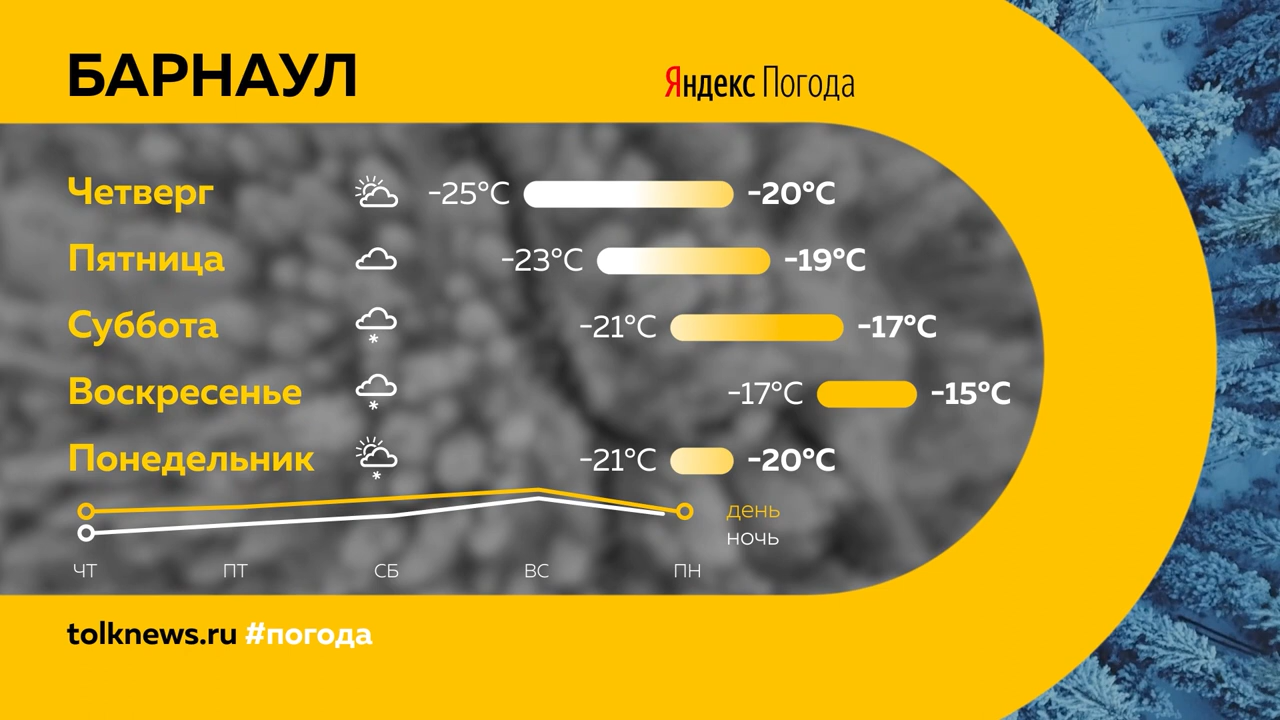 БАРНАУЛ
Яндекс Погода
Четверг -25°C -20°C
Пятница -23°C -19°C
Суббота -21°C -17°C
Воскресенье -17°C -15°C
Понедельник -21°C -20°C
день
ночь
ЧТ ПТ СБ ВС ПН
tolknews.ru #погода